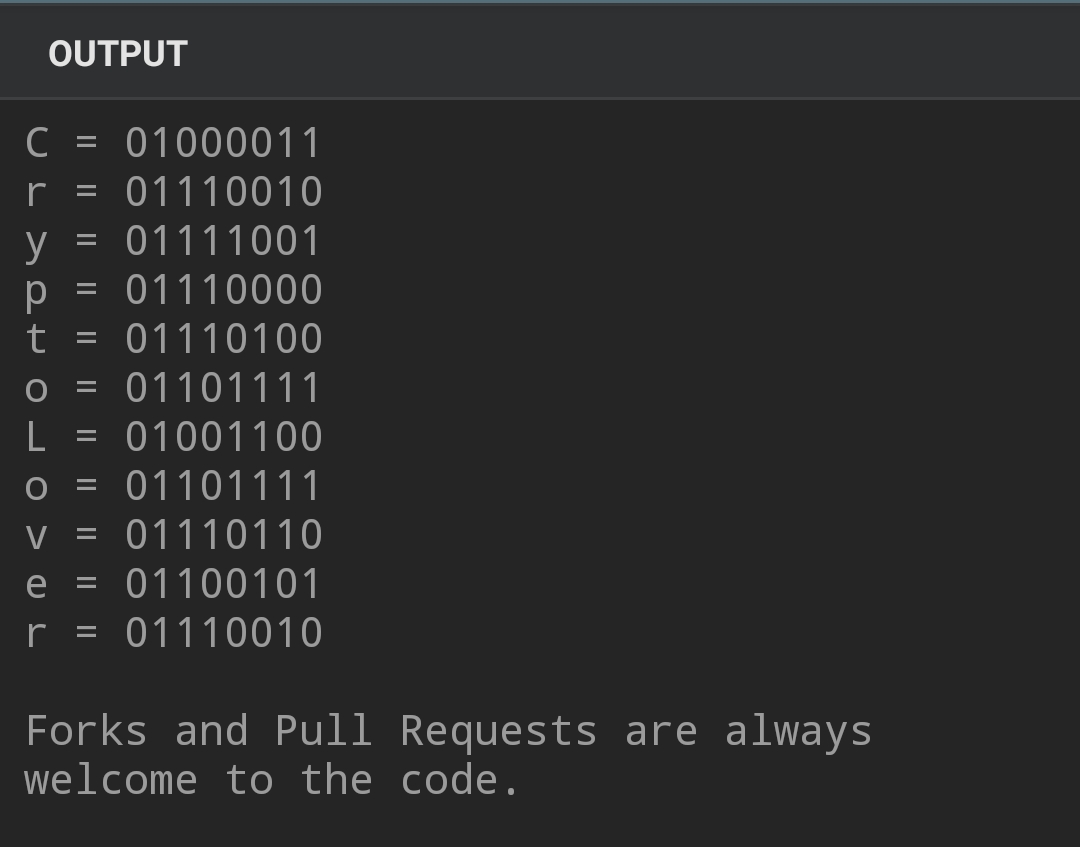 OUTPUT
C = 01000011
r = 01110010
y = 01111001
p = 01110000
t = 01110100
o = 01101111
L = 01001100
o = 01101111
v = 01110110
e = 01100101
r = 01110010
Forks and Pull Requests are always
welcome to the code.